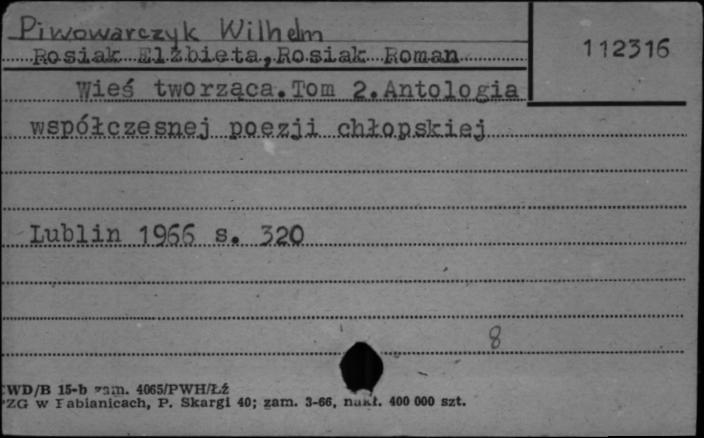 Piwowarczyk Wilhelm
Rosiak Elżbieta, Rosiak Roman
112316
Wieś tworząca. Tom 2. Antologia
współczesnej poezji chłopskiej
Lublin 1966 s. 320
8
WD/B 15-b zam. 4065/PWH/Łź
PZG w Pabianicach, P. Skargi 40; zam. 3-66, nakł. 400 000 szt.